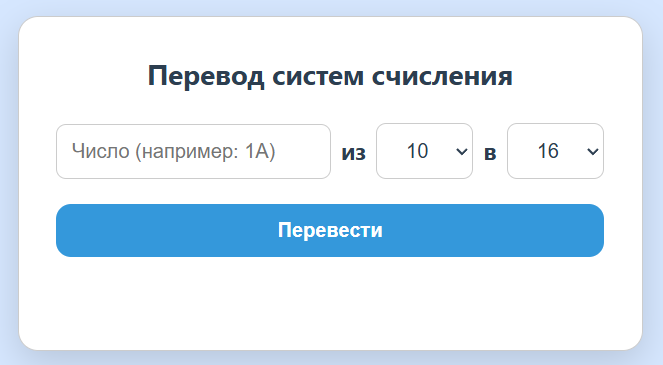 Перевод систем счисления
Число (например: 1A) из 10 в 16
Перевести